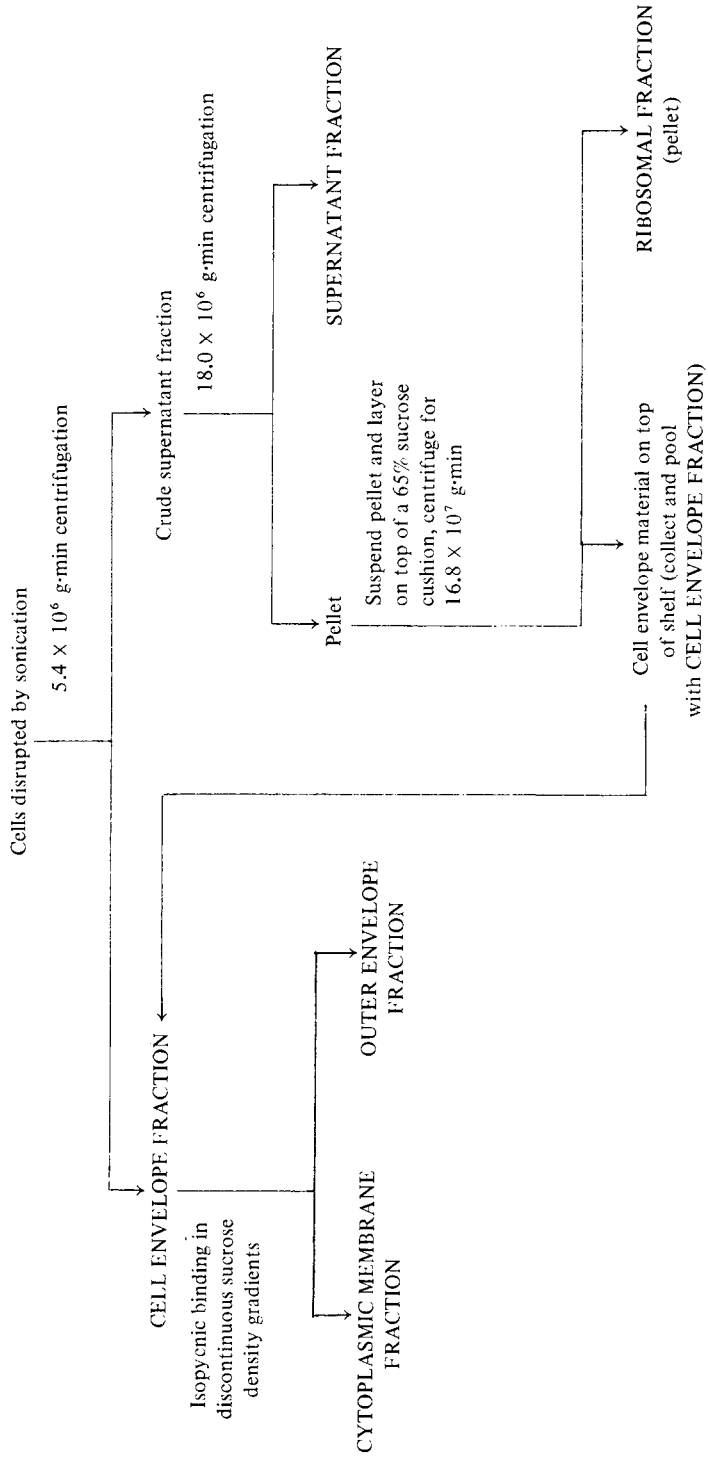 Cells disrupted by sonication
5.4 × 10⁶ g·min centrifugation
CELL ENVELOPE FRACTION
Isopycnic binding in
discontinuous sucrose
density gradients
CYTOPLASMIC MEMBRANE
FRACTION
OUTER ENVELOPE
FRACTION
Crude supernatant fraction
18.0 × 10⁶ g·min centrifugation
Pellet
SUPERNATANT FRACTION
Suspend pellet and layer
on top of a 65% sucrose
cushion, centrifuge for
16.8 × 10⁷ g·min
Cell envelope material on top
of shelf (collect and pool
with CELL ENVELOPE FRACTION)
RIBOSOMAL FRACTION
(pellet)